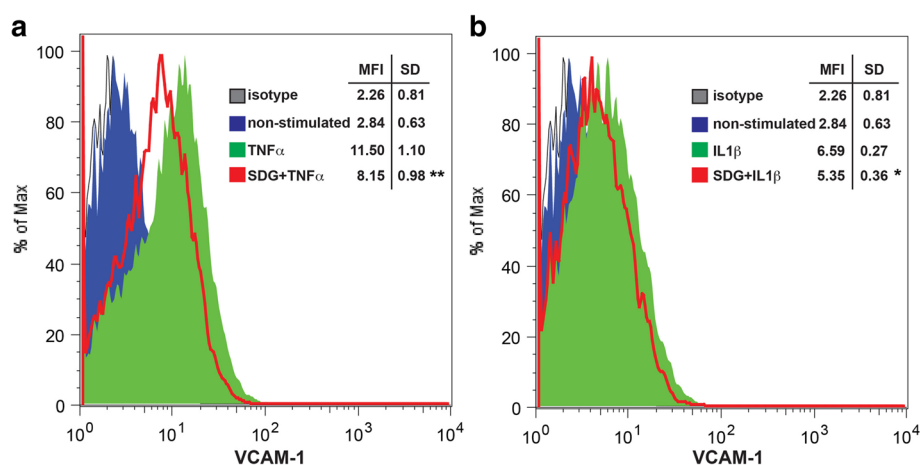 a
MFI SD
isotype 2.26 0.81
non-stimulated 2.84 0.63
TNFα 11.50 1.10
SDG+TNFα 8.15 0.98 **
% of Max
100
80
60
40
20
0
10^0 10^1 10^2 10^3 10^4
VCAM-1
b
MFI SD
isotype 2.26 0.81
non-stimulated 2.84 0.63
IL1β 6.59 0.27
SDG+IL1β 5.35 0.36 *
% of Max
100
80
60
40
20
0
10^0 10^1 10^2 10^3 10^4
VCAM-1